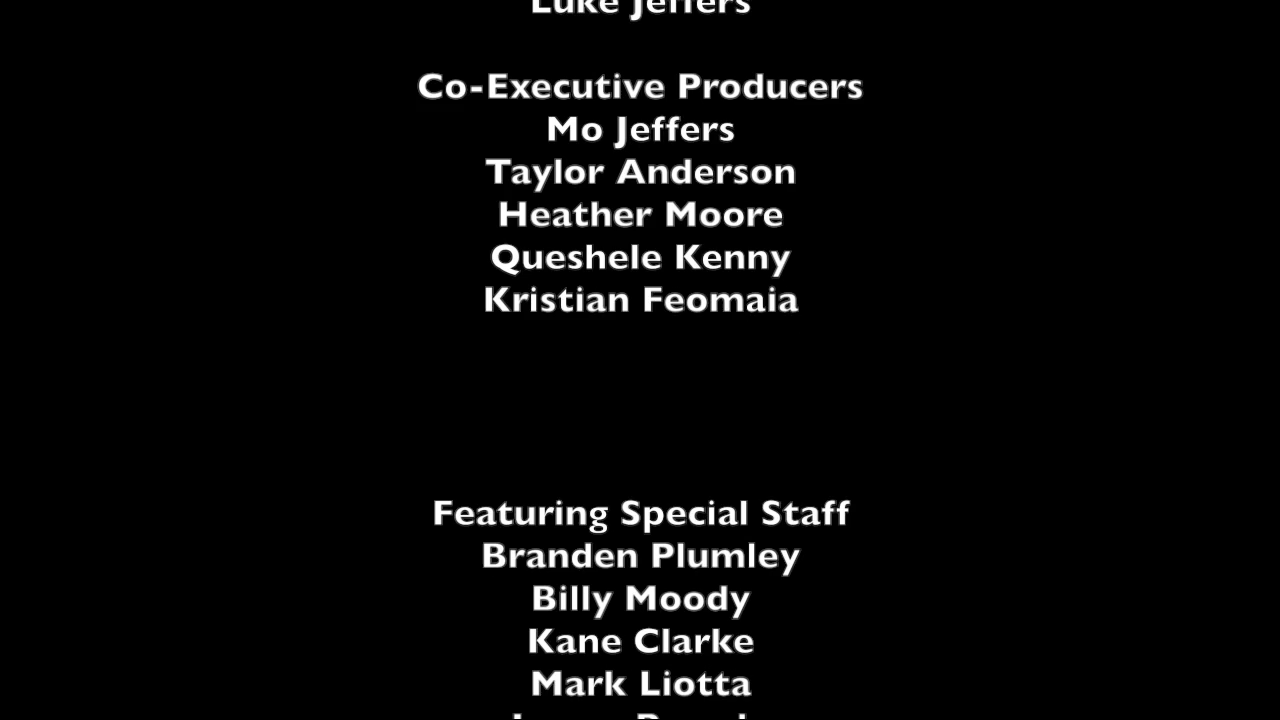 Luke Jeffers
Co-Executive Producers
Mo Jeffers
Taylor Anderson
Heather Moore
Queshele Kenny
Kristian Feomaia
Featuring Special Staff
Branden Plumley
Billy Moody
Kane Clarke
Mark Liotta